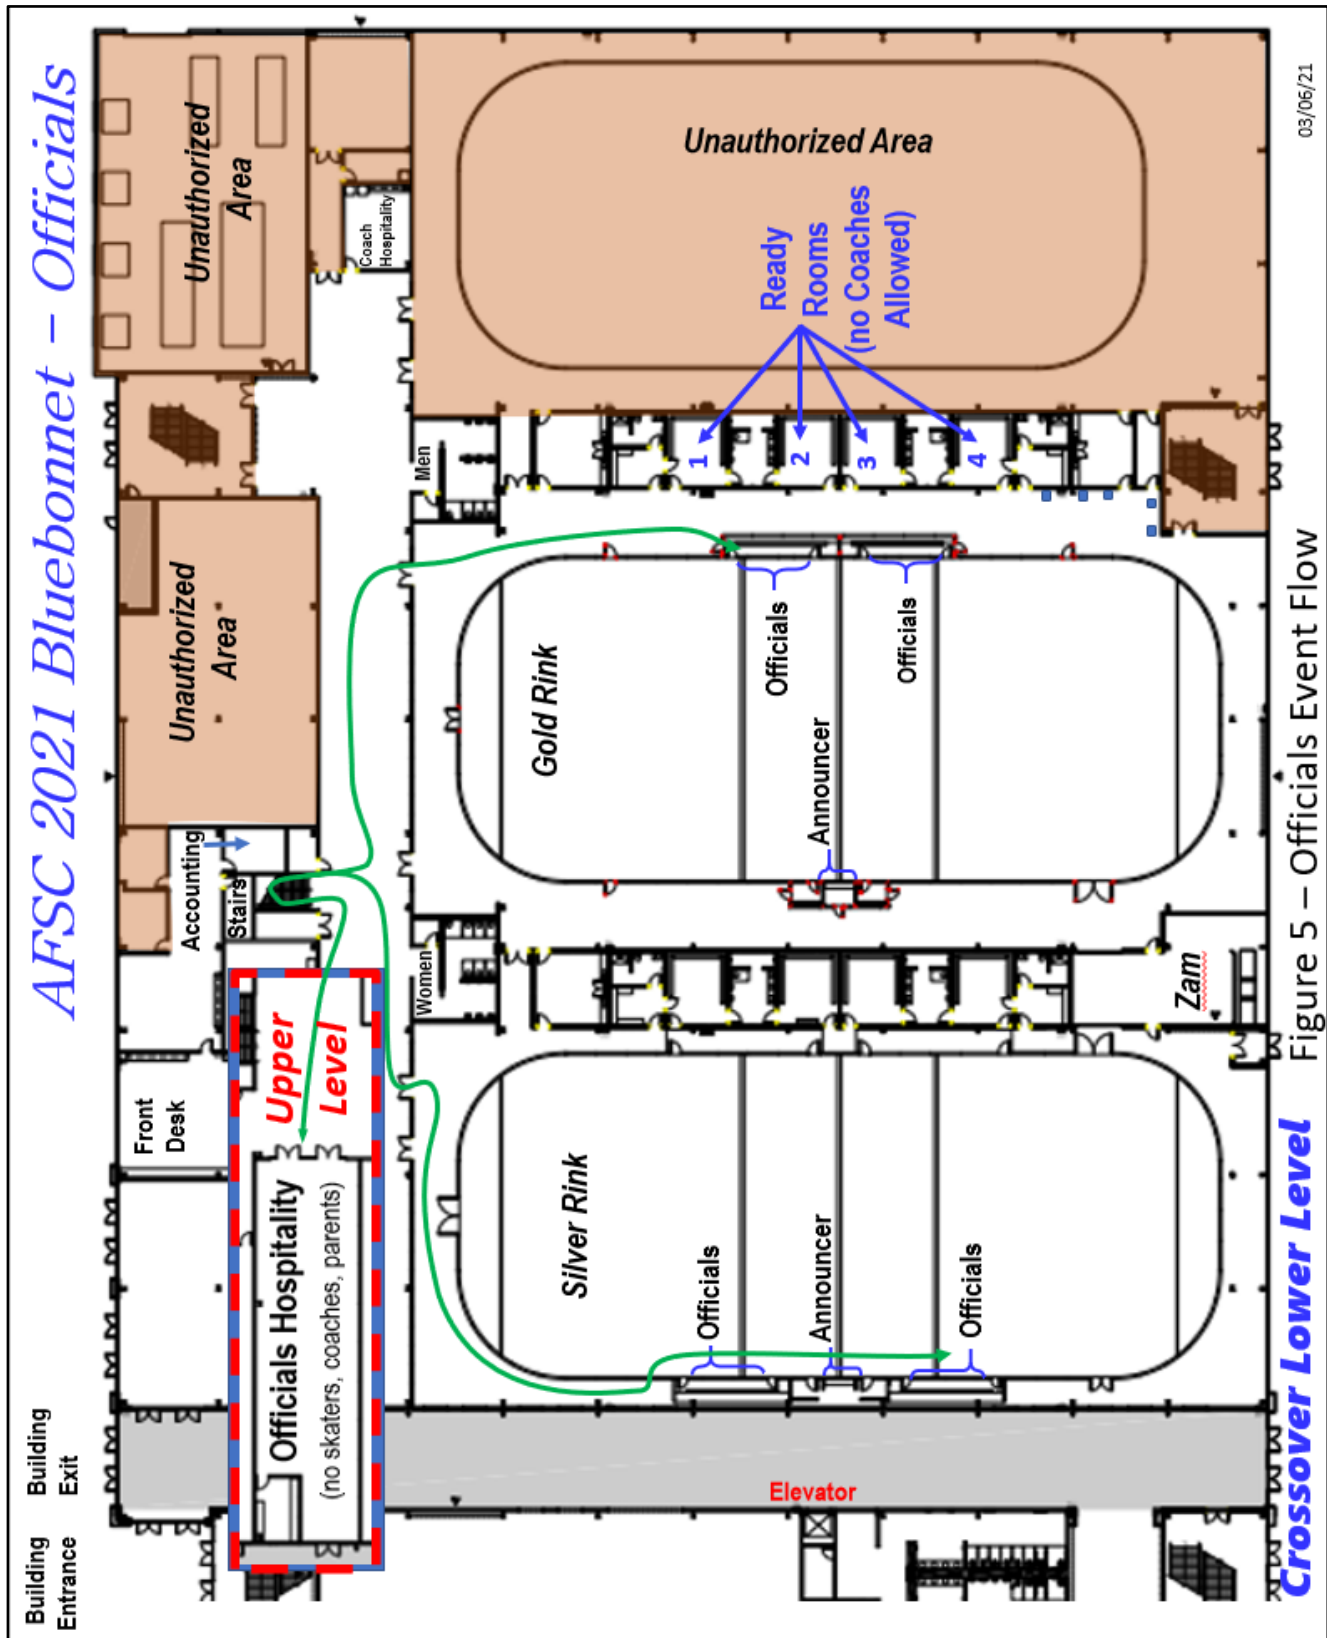 AFSC 2021 Bluebonnet – Officials
Building
Entrance
Building
Exit
Front
Desk
Accounting
Stairs
Unauthorized
Area
Unauthorized
Area
Upper
Level
Officials Hospitality
(no skaters, coaches, parents)
Coach
Hospitality
Women
Men
Unauthorized Area
Ready
Rooms
(no Coaches
Allowed)
1
2
3
4
Silver Rink
Officials
Announcer
Officials
Gold Rink
Announcer
Officials
Officials
Elevator
Zam
Crossover Lower Level
Figure 5 – Officials Event Flow
03/06/21